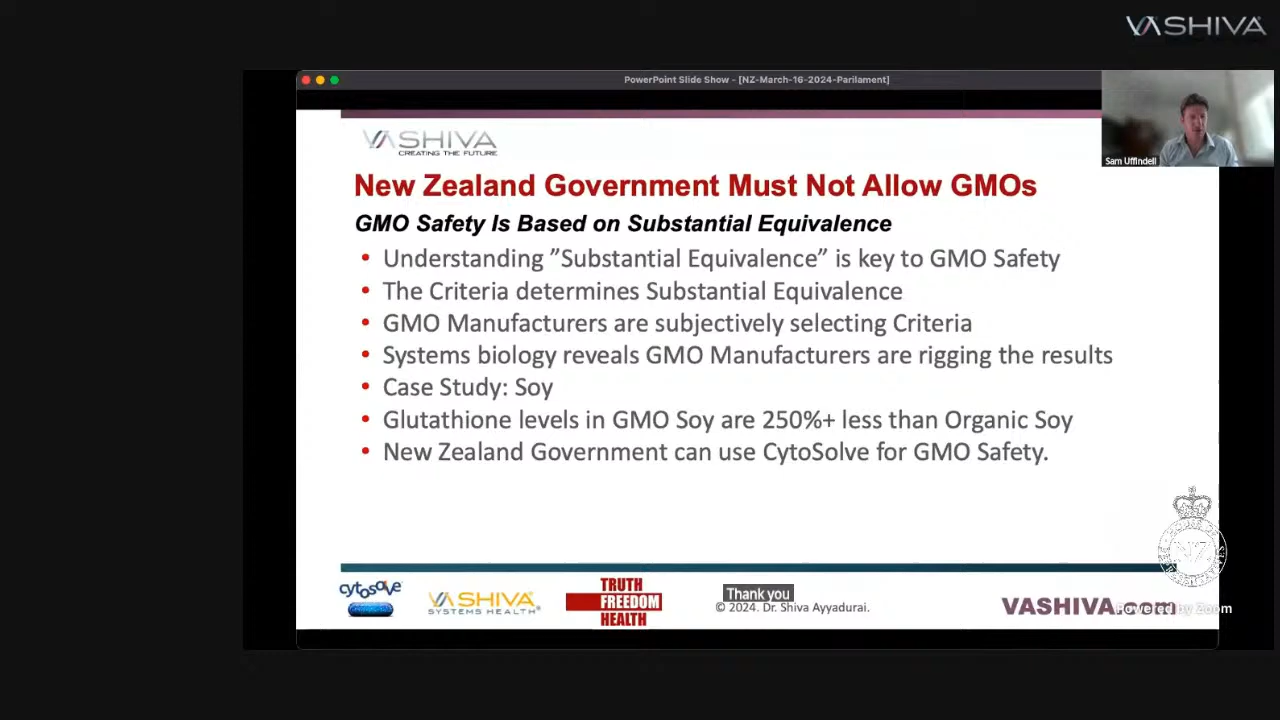 VASHIVA
PowerPoint Slide Show - [NZ-March-16-2024-Parilament]
Sam Uffindell
VASHIVA
CREATING THE FUTURE
New Zealand Government Must Not Allow GMOs
GMO Safety Is Based on Substantial Equivalence
• Understanding ”Substantial Equivalence” is key to GMO Safety
• The Criteria determines Substantial Equivalence
• GMO Manufacturers are subjectively selecting Criteria
• Systems biology reveals GMO Manufacturers are rigging the results
• Case Study: Soy
• Glutathione levels in GMO Soy are 250%+ less than Organic Soy
• New Zealand Government can use CytoSolve for GMO Safety.
NZ
cytosolve
VASHIVA
SYSTEMS HEALTH®
TRUTH
FREEDOM
HEALTH
Thank you
© 2024. Dr. Shiva Ayyadurai.
VASHIVA.com
Powered by Zoom